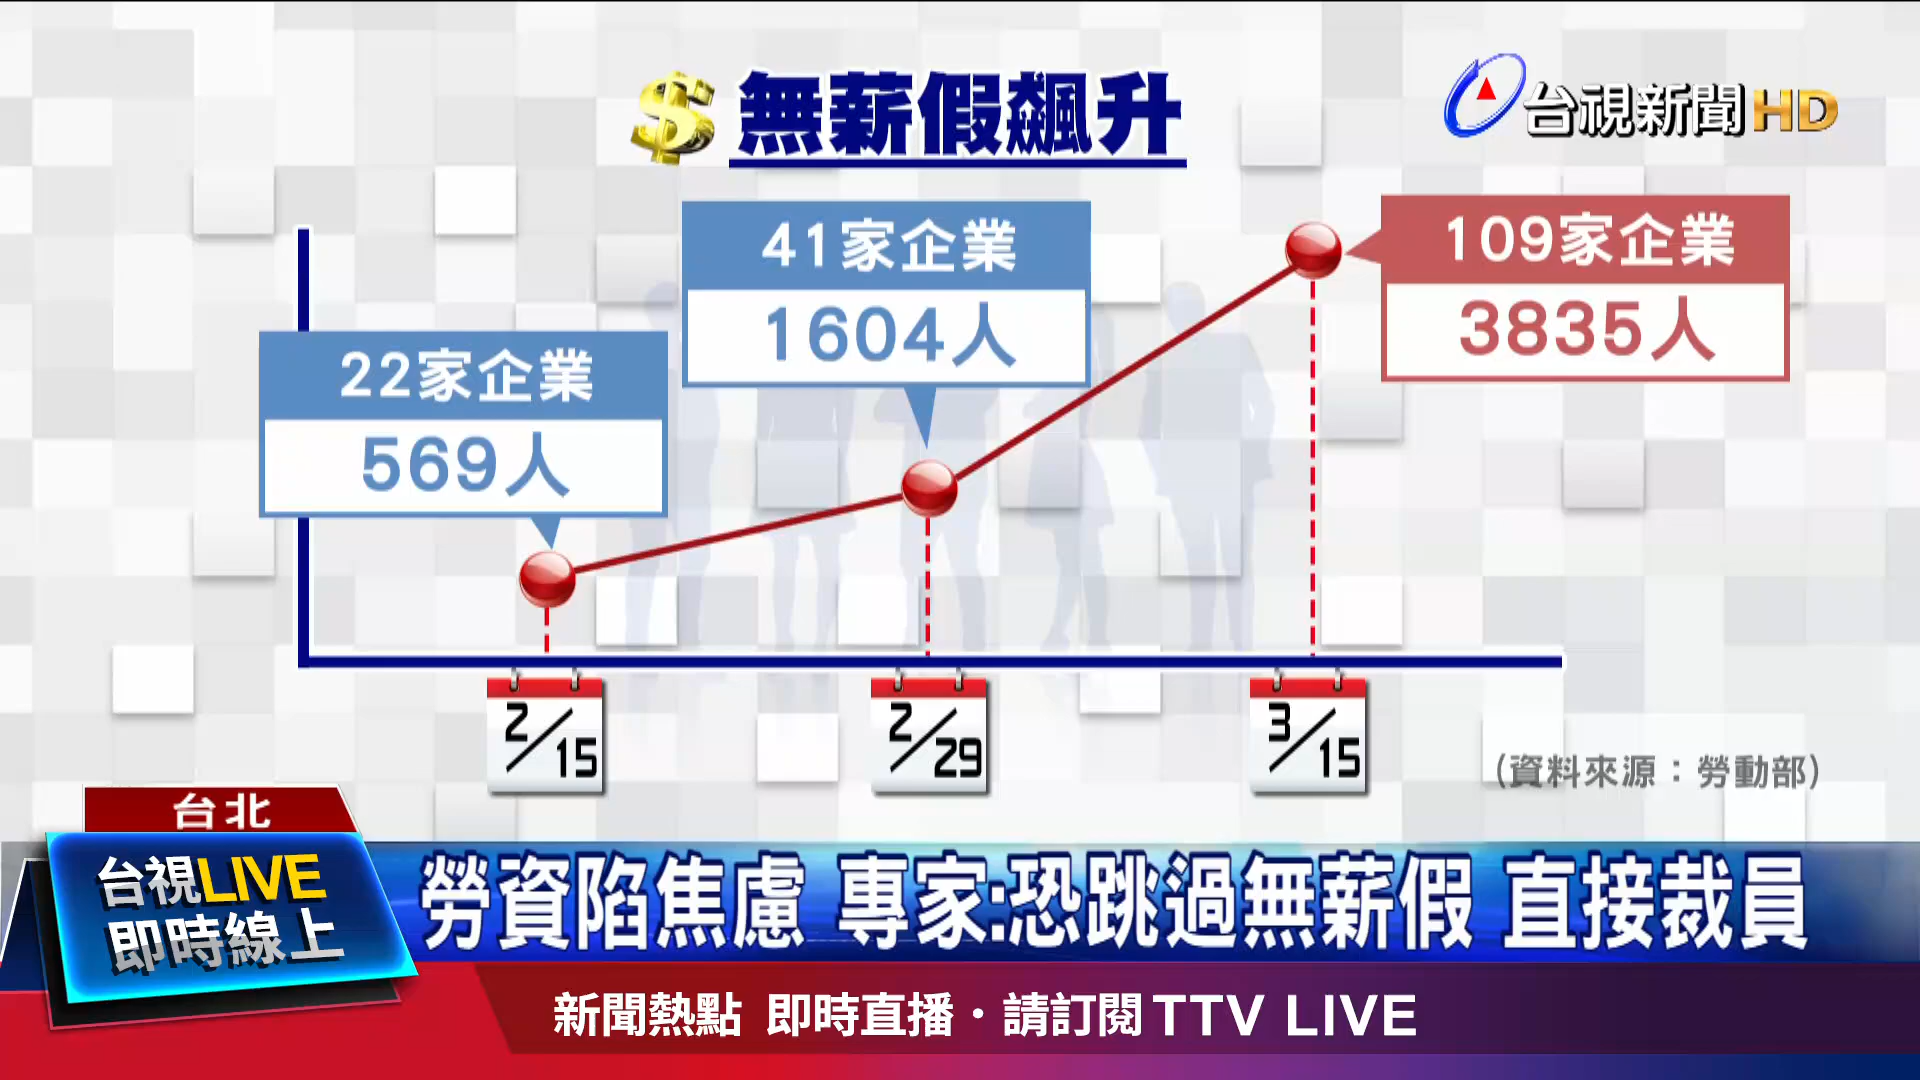 無薪假飆升
台視新聞HD
22家企業
569人
41家企業
1604人
109家企業
3835人
2/15
2/29
3/15
(資料來源：勞動部)
台北
台視LIVE
即時線上
勞資陷焦慮 專家:恐跳過無薪假 直接裁員
新聞熱點 即時直播·請訂閱TTV LIVE